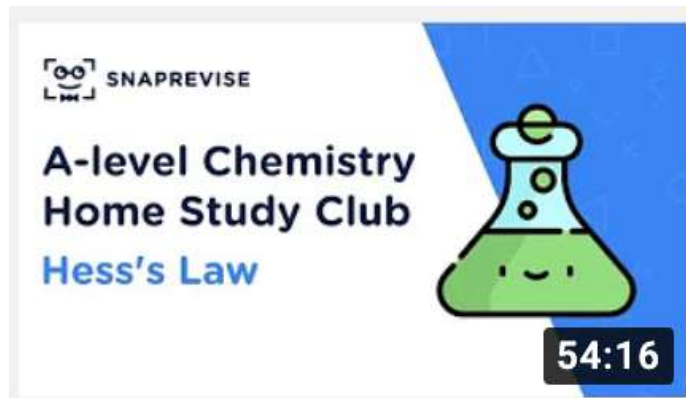 SNAPREVISE
A-level Chemistry
Home Study Club
Hess's Law
54:16